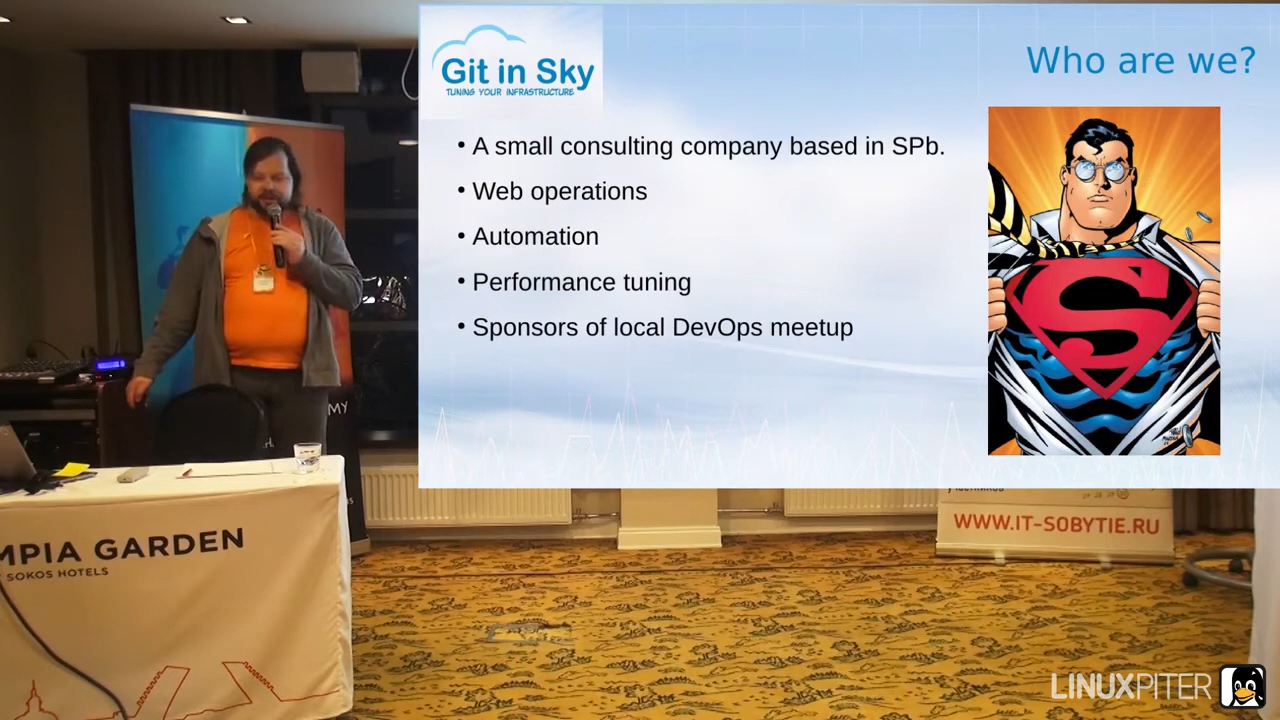 Git in Sky
TUNING YOUR INFRASTRUCTURE
Who are we?
• A small consulting company based in SPb.
• Web operations
• Automation
• Performance tuning
• Sponsors of local DevOps meetup
MPIA GARDEN
SOKOS HOTELS
WWW.IT-SOBYTIE.RU
LINUXPITER